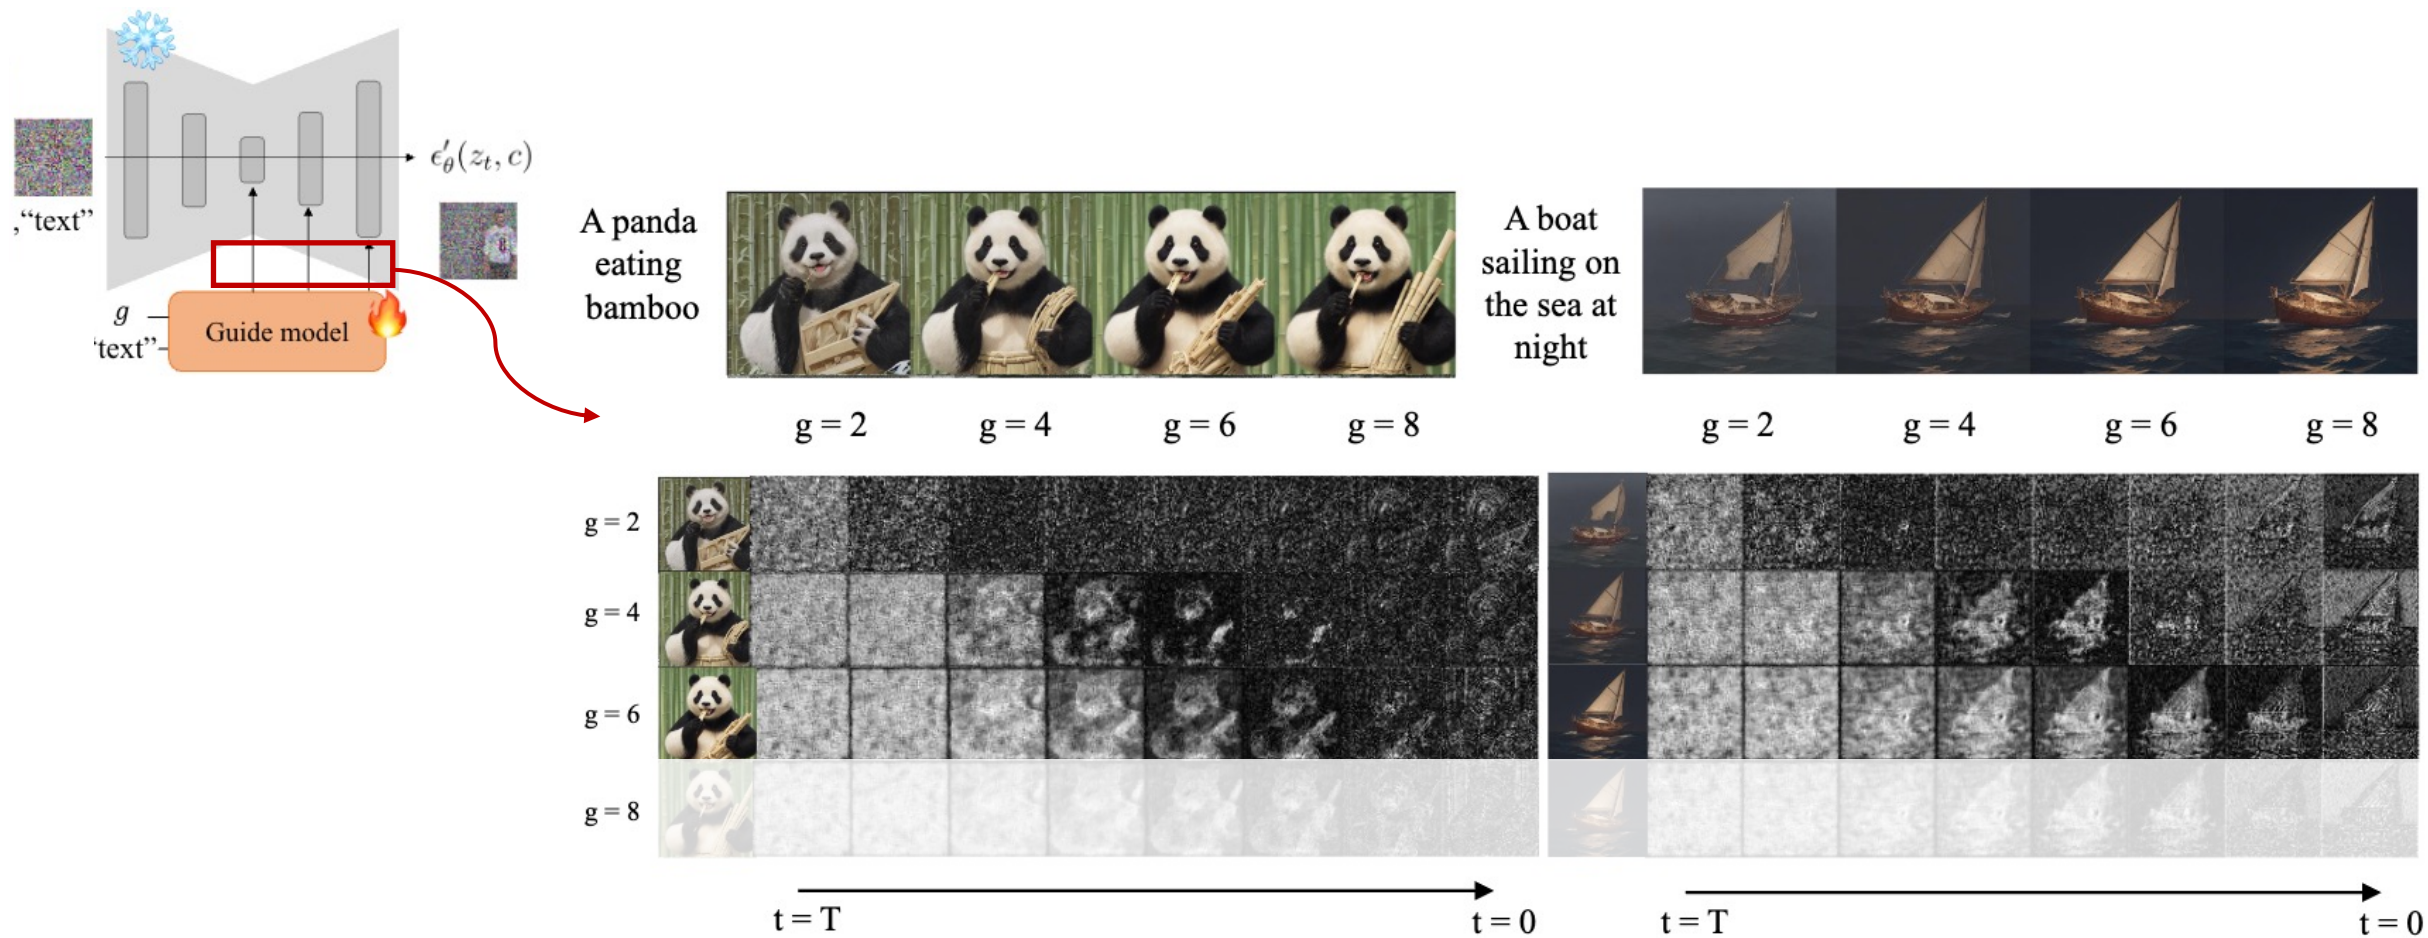 ϵ′θ(zt, c)
,“text”
g
‘text”
Guide model
A panda
eating
bamboo
g = 2
g = 4
g = 6
g = 8
A boat
sailing on
the sea at
night
g = 2
g = 4
g = 6
g = 8
g = 2
g = 4
g = 6
g = 8
t = T
t = 0
t = T
t = 0